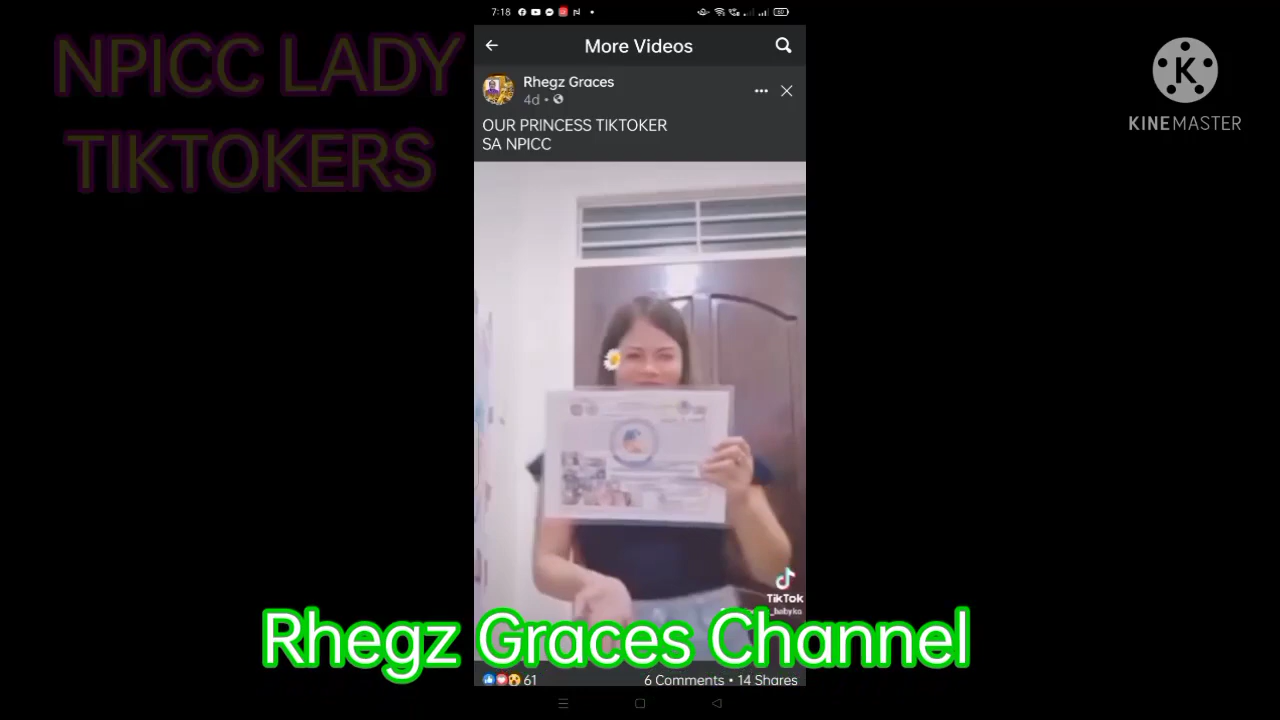 NPICC LADY
TIKTOKERS
7:18
More Videos
Rhegz Graces
4d
OUR PRINCESS TIKTOKER
SA NPICC
K
KINEMASTER
TikTok
Rhegz Graces Channel
61
6 Comments • 14 Shares